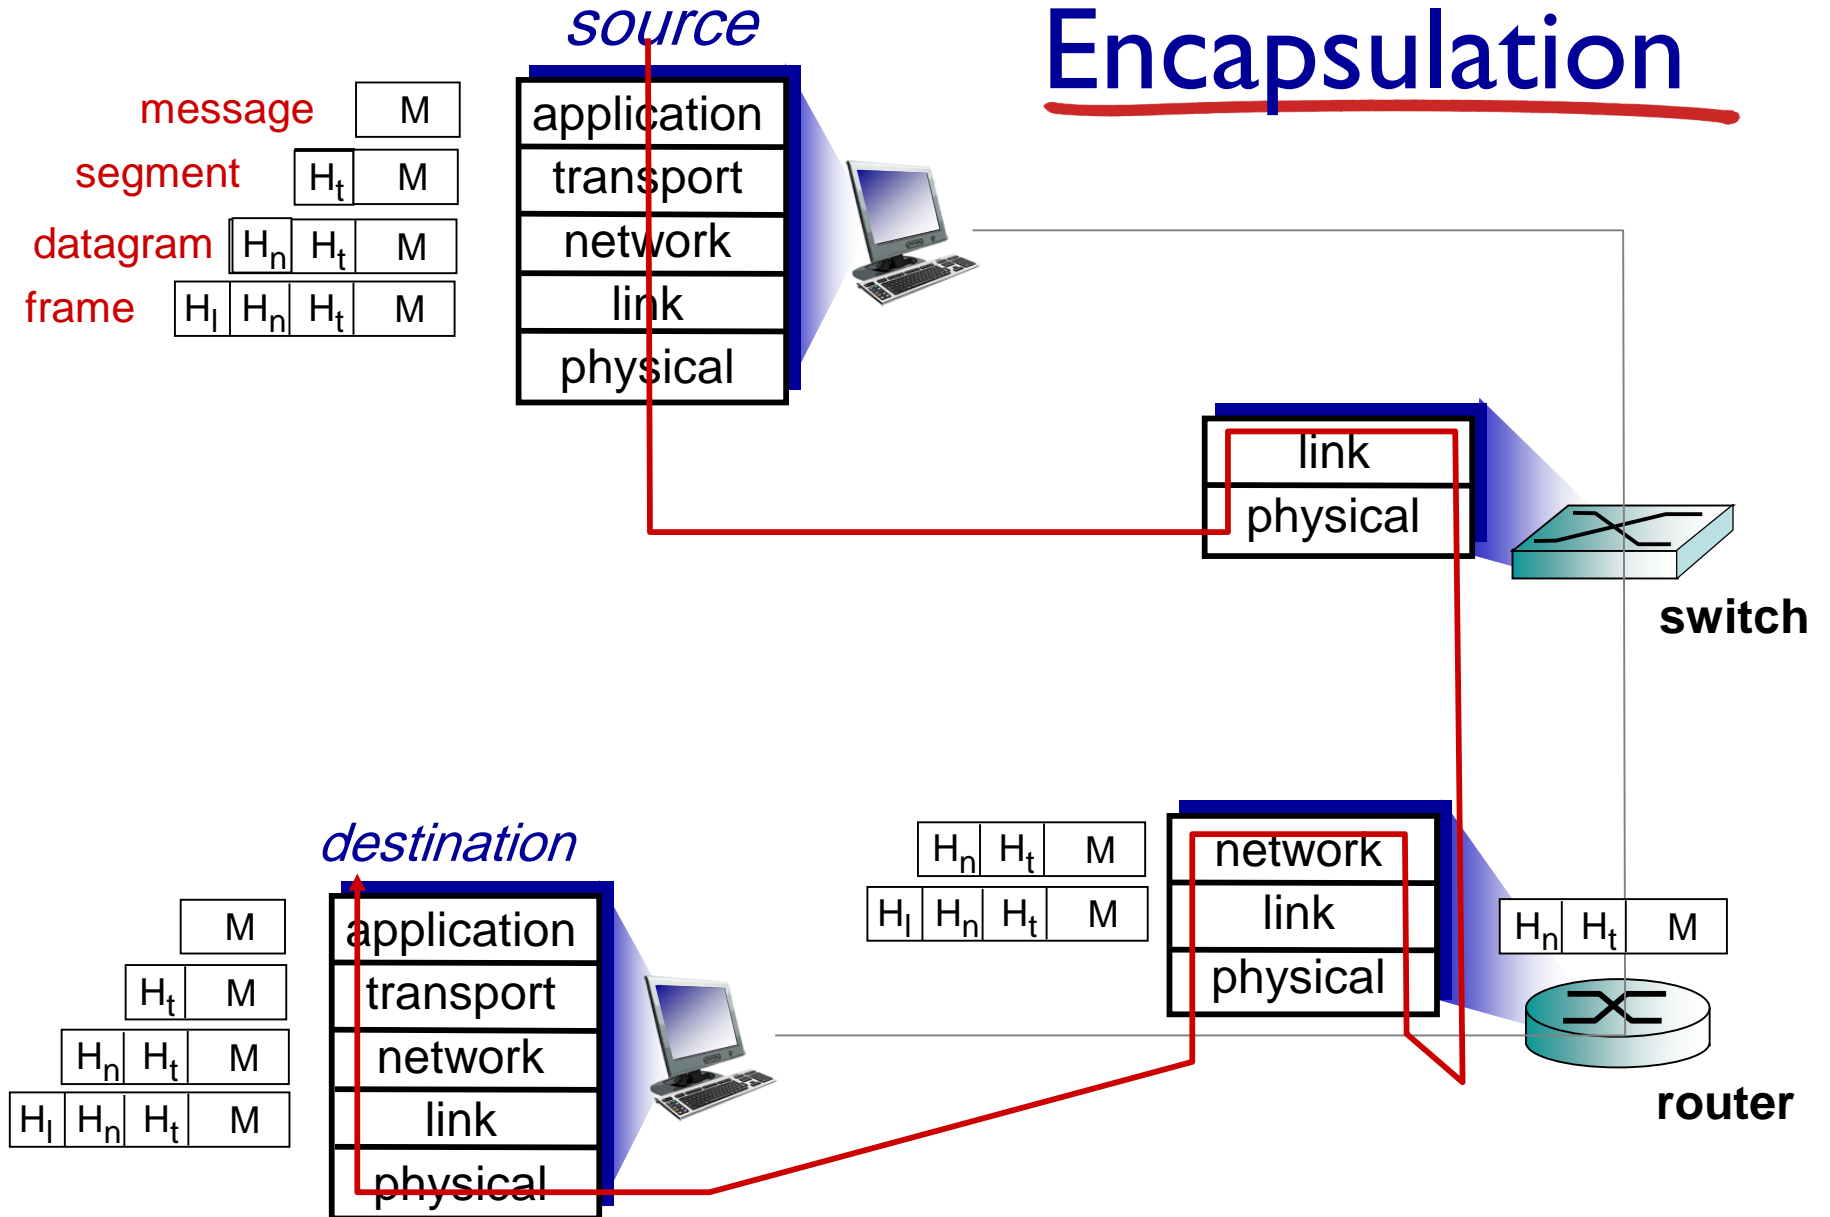 source
Encapsulation
message M application
segment Ht M transport
datagram Hn Ht M network
frame Hl Hn Ht M link
physical
link
physical
switch
destination
Hn Ht M network
Hl Hn Ht M link
physical
Hn Ht M
router
M application
Ht M transport
Hn Ht M network
Hl Hn Ht M link
physical